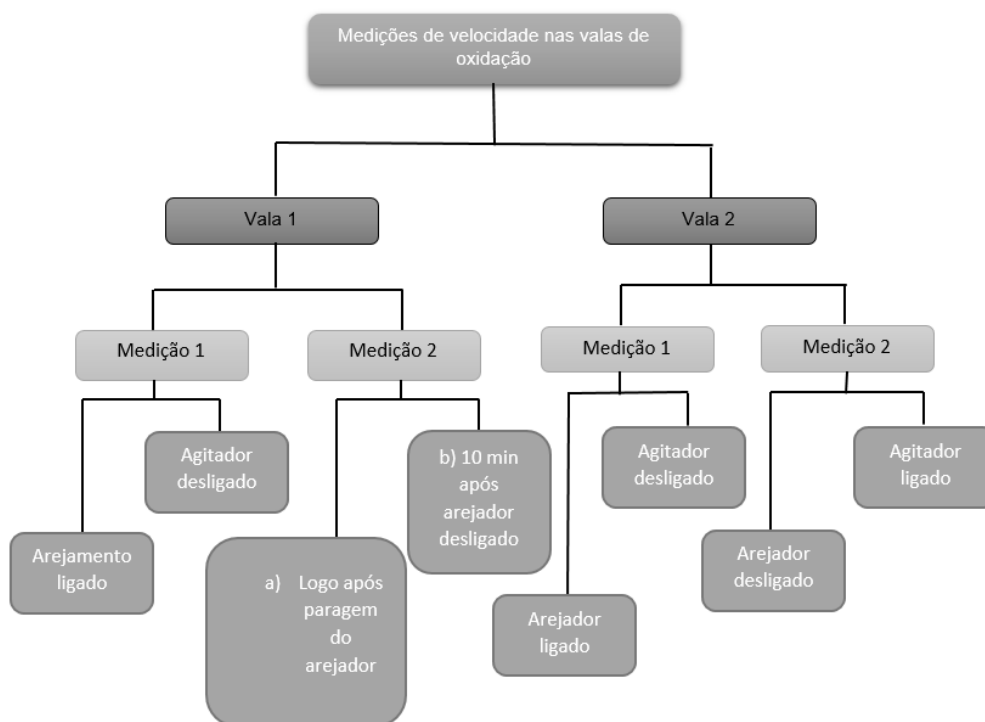 Medições de velocidade nas valas de
oxidação
Vala 1
Vala 2
Medição 1
Medição 2
Medição 1
Medição 2
Arejamento
ligado
Agitador
desligado
a) Logo após
paragem
do
arejador
b) 10 min
após
arejador
desligado
Arejador
ligado
Agitador
desligado
Arejador
desligado
Agitador
ligado